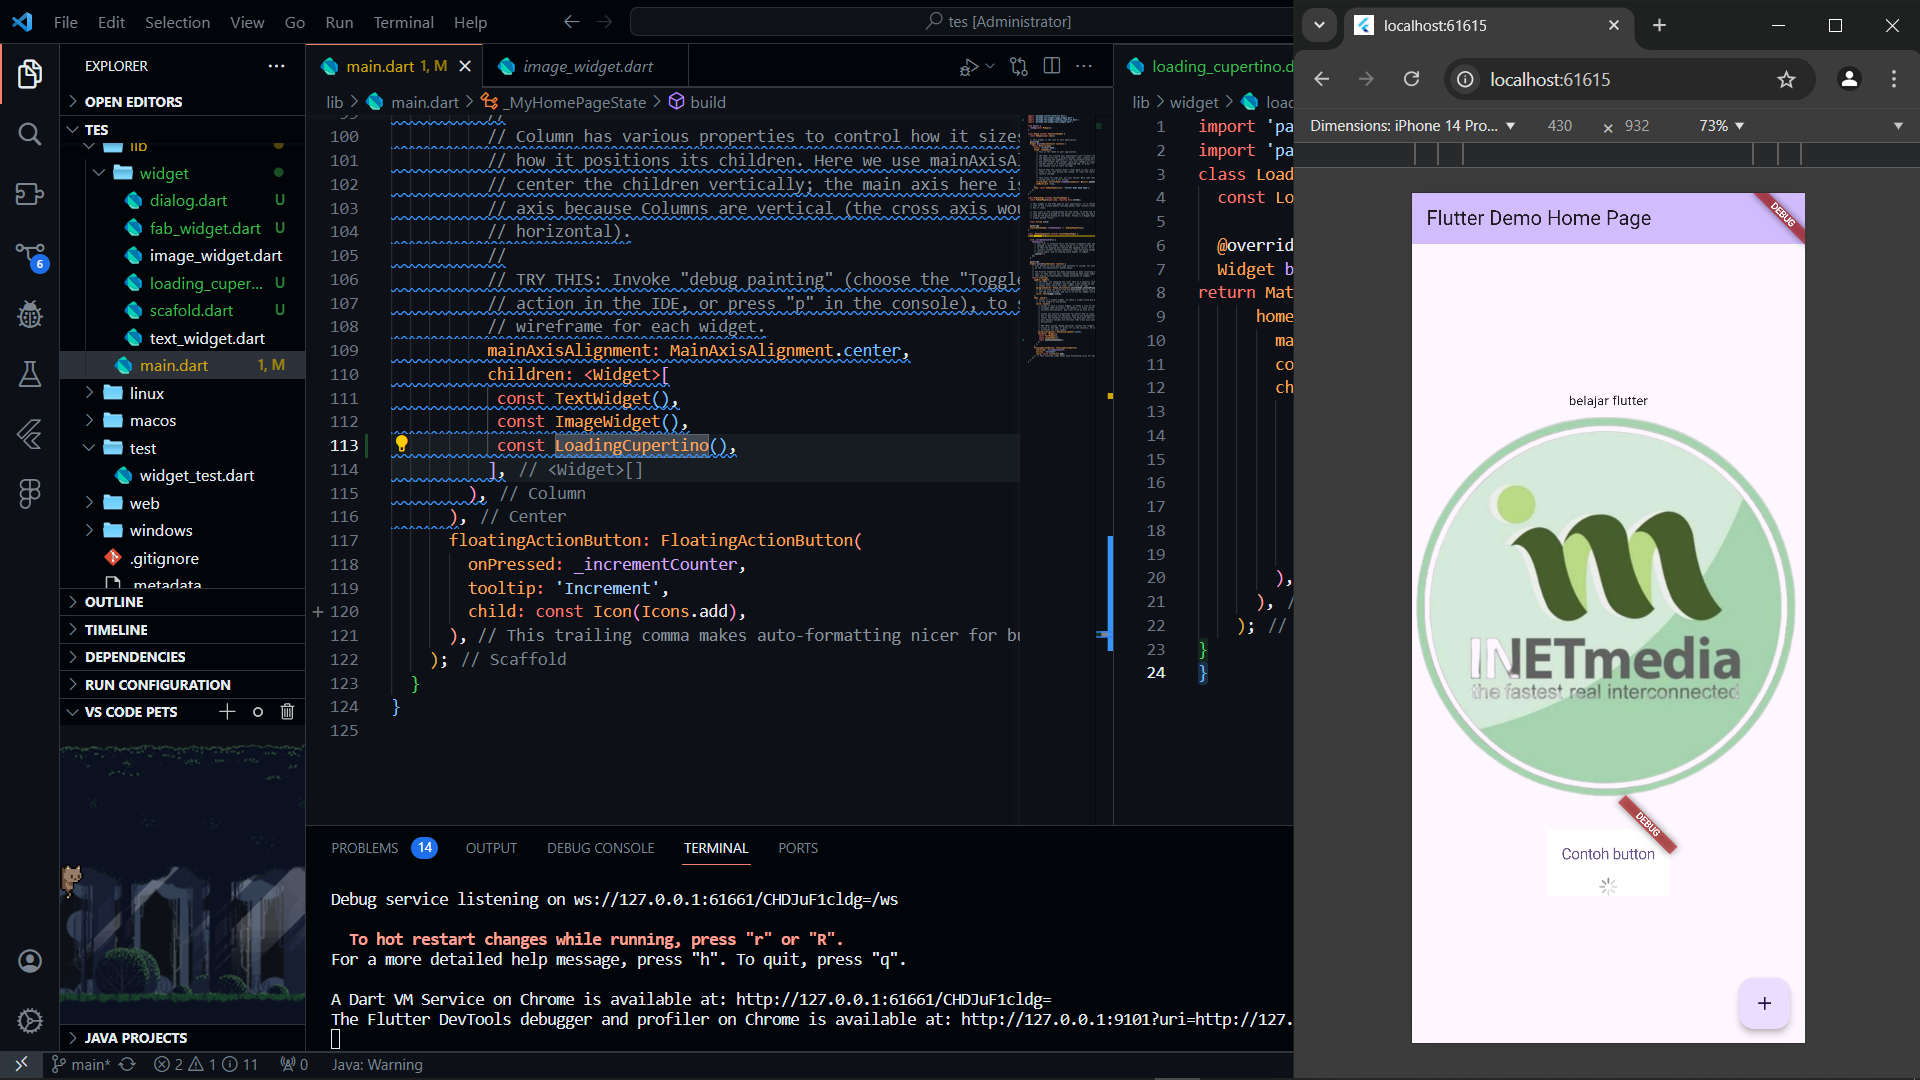 File Edit Selection View Go Run Terminal Help
tes [Administrator]
EXPLORER
OPEN EDITORS
TES
lib
widget
dialog.dart U
fab_widget.dart U
image_widget.dart
loading_cuper... U
scafold.dart U
text_widget.dart
main.dart 1, M
linux
macos
test
widget_test.dart
web
windows
.gitignore
.metadata
OUTLINE
TIMELINE
DEPENDENCIES
RUN CONFIGURATION
VS CODE PETS
JAVA PROJECTS
6
main.dart 1, M
image_widget.dart
lib > main.dart > _MyHomePageState > build
99 //
100 // Column has various properties to control how it sizes
101 // how it positions its children. Here we use mainAxisAl
102 // center the children vertically; the main axis here is
103 // axis because Columns are vertical (the cross axis wou
104 // horizontal).
105 //
106 // TRY THIS: Invoke "debug painting" (choose the "Toggle
107 // action in the IDE, or press "p" in the console), to s
108 // wireframe for each widget.
109 mainAxisAlignment: MainAxisAlignment.center,
110 children: <Widget>[
111 const TextWidget(),
112 const ImageWidget(),
113 const LoadingCupertino(),
114 ], // <Widget>[]
115 ), // Column
116 ), // Center
117 floatingActionButton: FloatingActionButton(
118 onPressed: _incrementCounter,
119 tooltip: 'Increment',
120 child: const Icon(Icons.add),
121 ), // This trailing comma makes auto-formatting nicer for bu
122 ); // Scaffold
123 }
124 }
125
loading_cupertino.d
lib > widget > loa
1 import 'pa
2 import 'pa
3 class Load
4 const Lo
5
6 @overrid
7 Widget b
8 return Mat
9 home
10 ma
11 co
12 ch
13
14
15
16
17
18
19
20 ),
21 ), /
22 ); //
23 }
24 }
PROBLEMS 14 OUTPUT DEBUG CONSOLE TERMINAL PORTS
Debug service listening on ws://127.0.0.1:61661/CHDJuF1cldg=/ws
To hot restart changes while running, press "r" or "R".
For a more detailed help message, press "h". To quit, press "q".
A Dart VM Service on Chrome is available at: http://127.0.0.1:61661/CHDJuF1cldg=
The Flutter DevTools debugger and profiler on Chrome is available at: http://127.0.0.1:9101?uri=http://127.
main* 2 1 11 0 Java: Warning
localhost:61615
localhost:61615
Dimensions: iPhone 14 Pro... 430 × 932 73%
Flutter Demo Home Page
DEBUG
belajar flutter
INETmedia
the fastest real interconnected
DEBUG
Contoh button